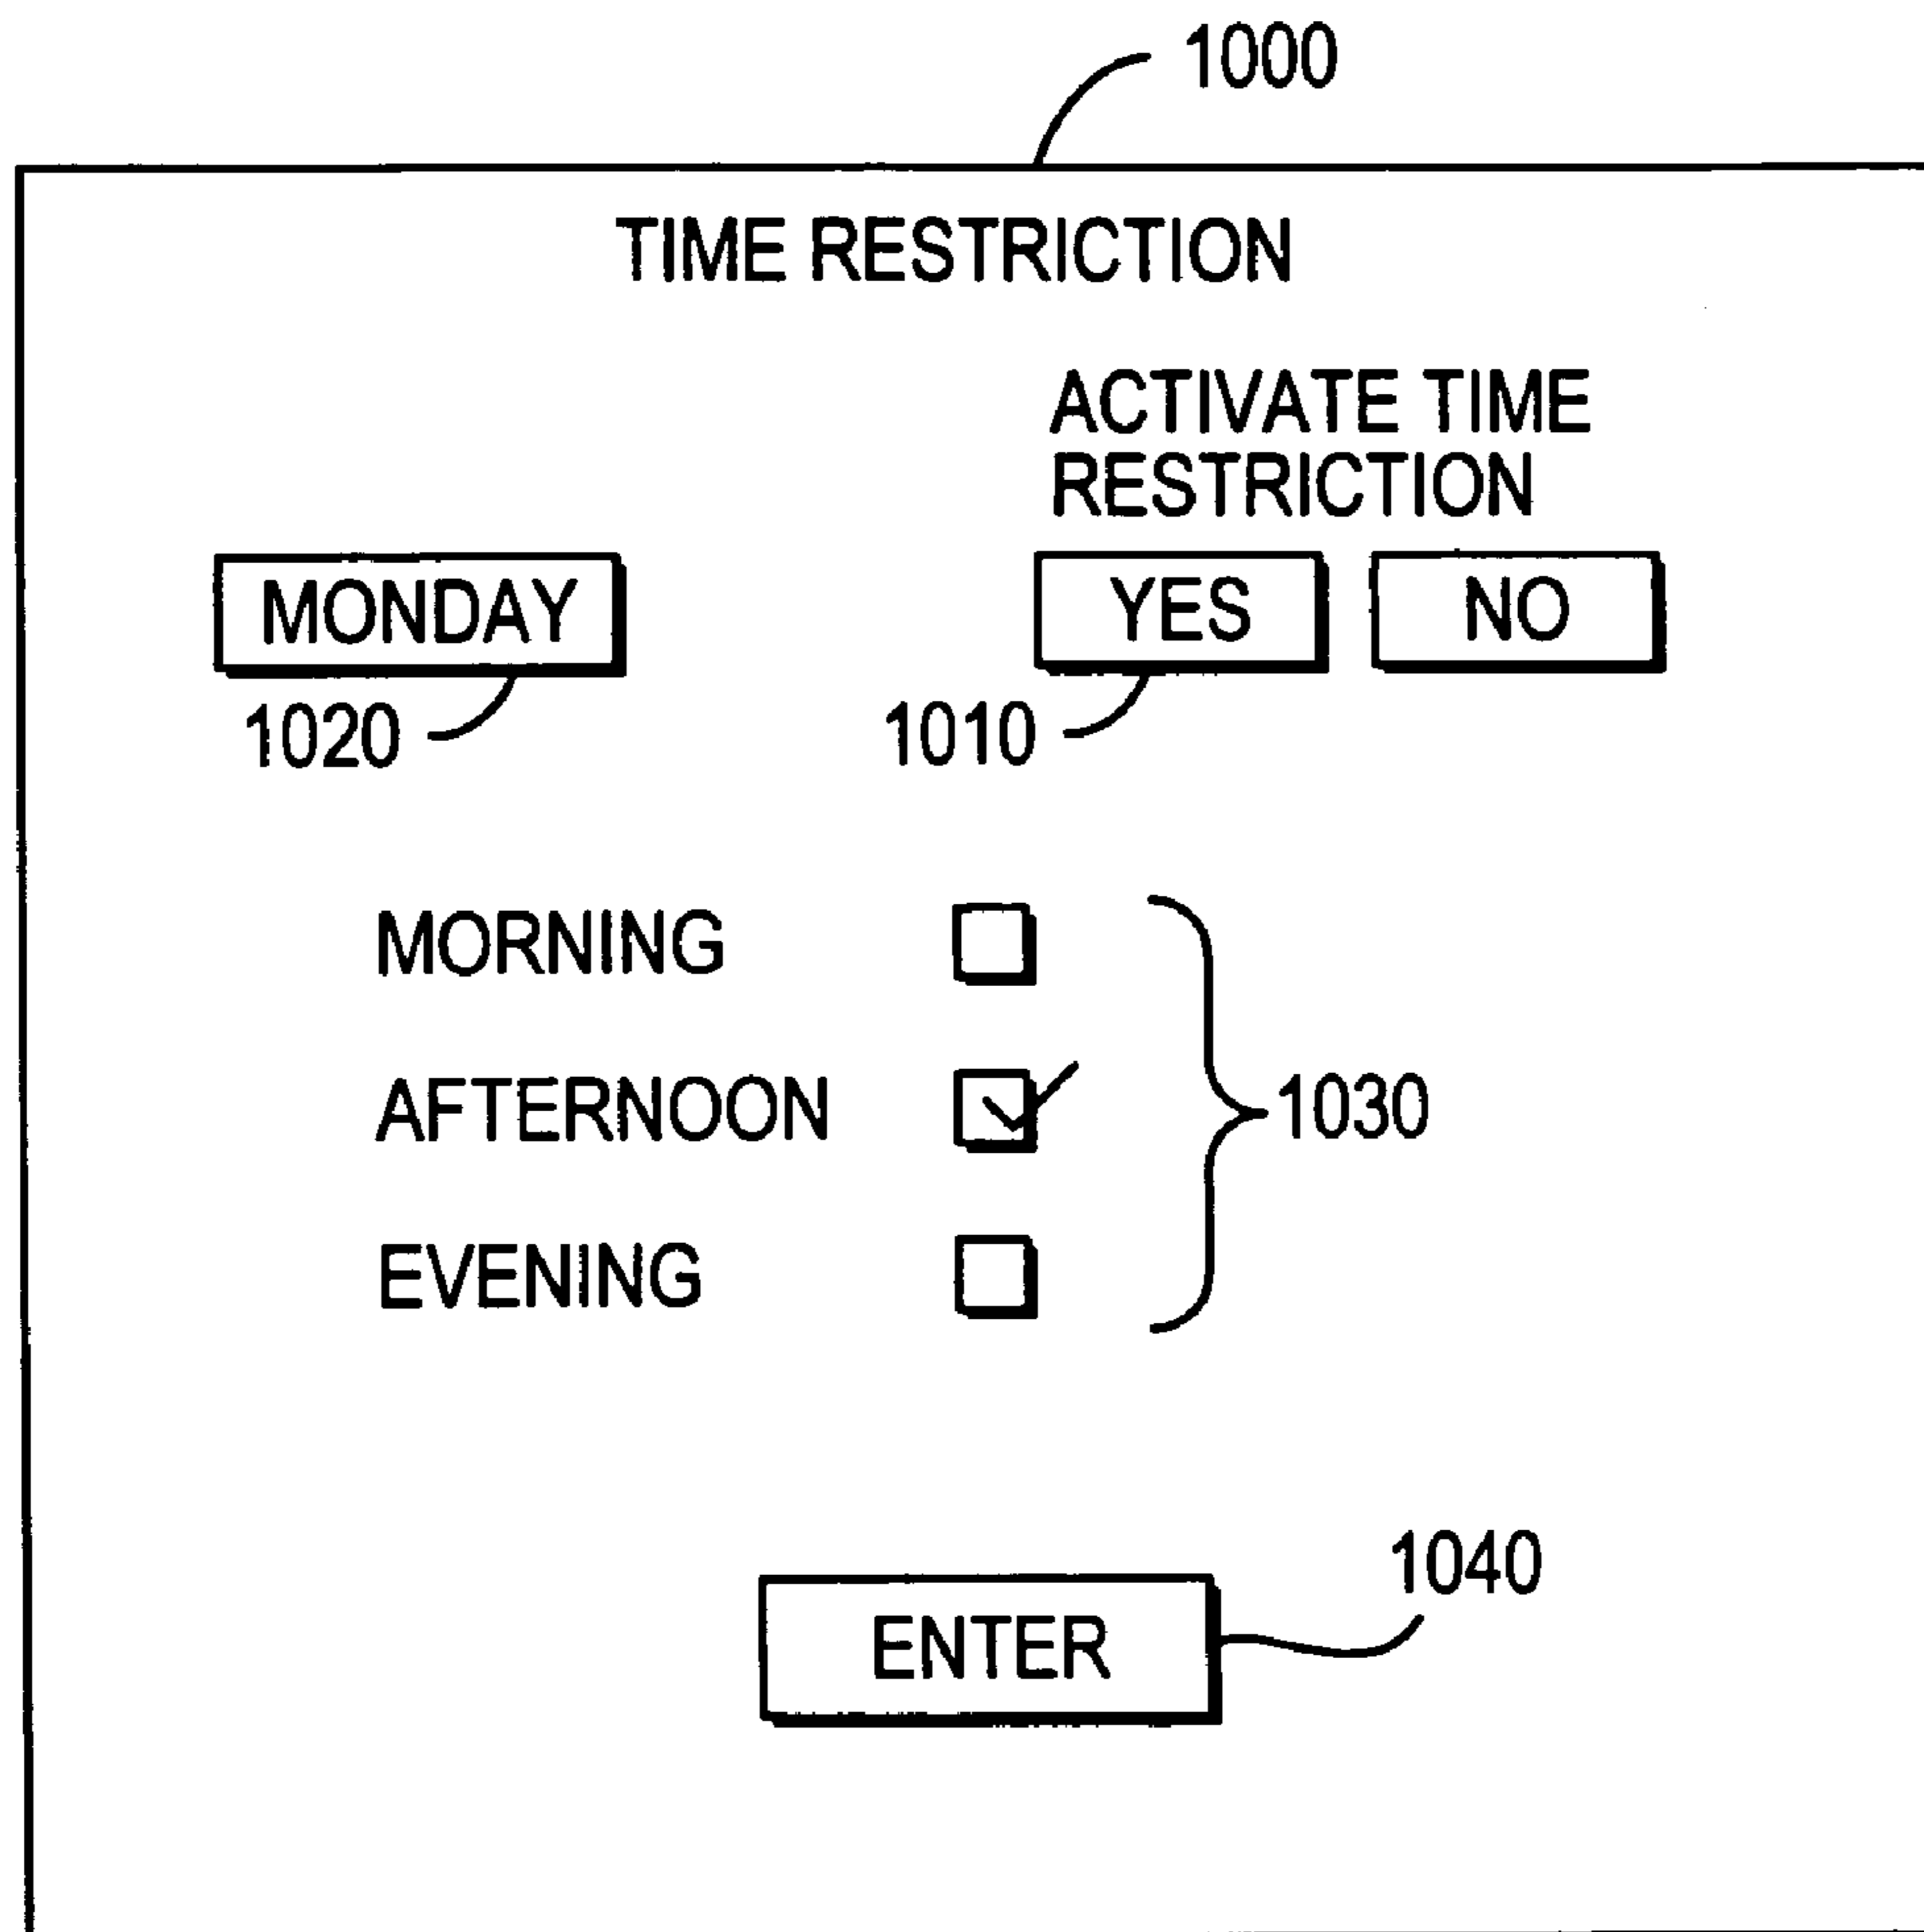 1000
TIME RESTRICTION
ACTIVATE TIME
RESTRICTION
MONDAY YES NO
1020 1010
MORNING
AFTERNOON 1030
EVENING
1040
ENTER